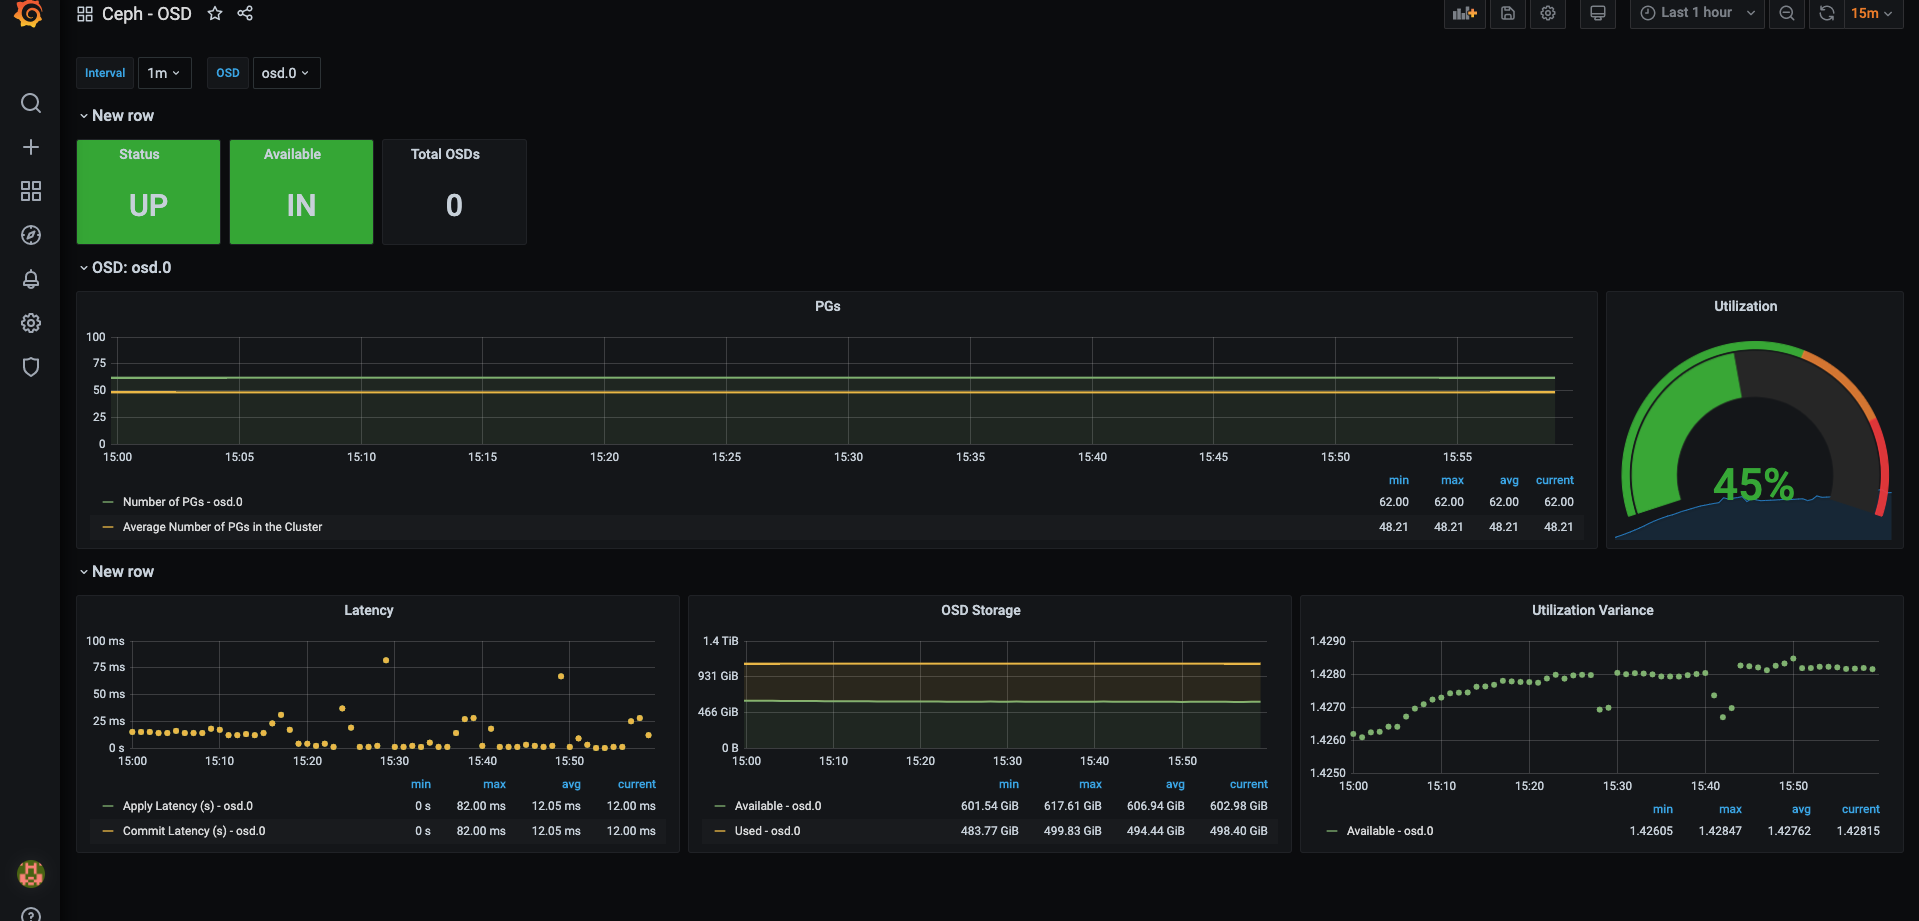 Ceph - OSD
Last 1 hour
15m
Interval 1m OSD osd.0
New row
Status Available Total OSDs
UP IN 0
OSD: osd.0
PGs
100
75
50
25
0
15:00 15:05 15:10 15:15 15:20 15:25 15:30 15:35 15:40 15:45 15:50 15:55
min max avg current
Number of PGs - osd.0 62.00 62.00 62.00 62.00
Average Number of PGs in the Cluster 48.21 48.21 48.21 48.21
Utilization
45%
New row
Latency
100 ms
75 ms
50 ms
25 ms
0 s
15:00 15:10 15:20 15:30 15:40 15:50
min max avg current
Apply Latency (s) - osd.0 0 s 82.00 ms 12.05 ms 12.00 ms
Commit Latency (s) - osd.0 0 s 82.00 ms 12.05 ms 12.00 ms
OSD Storage
1.4 TiB
931 GiB
466 GiB
0 B
15:00 15:10 15:20 15:30 15:40 15:50
min max avg current
Available - osd.0 601.54 GiB 617.61 GiB 606.94 GiB 602.98 GiB
Used - osd.0 483.77 GiB 499.83 GiB 494.44 GiB 498.40 GiB
Utilization Variance
1.4290
1.4280
1.4270
1.4260
1.4250
15:00 15:10 15:20 15:30 15:40 15:50
min max avg current
Available - osd.0 1.42605 1.42847 1.42762 1.42815